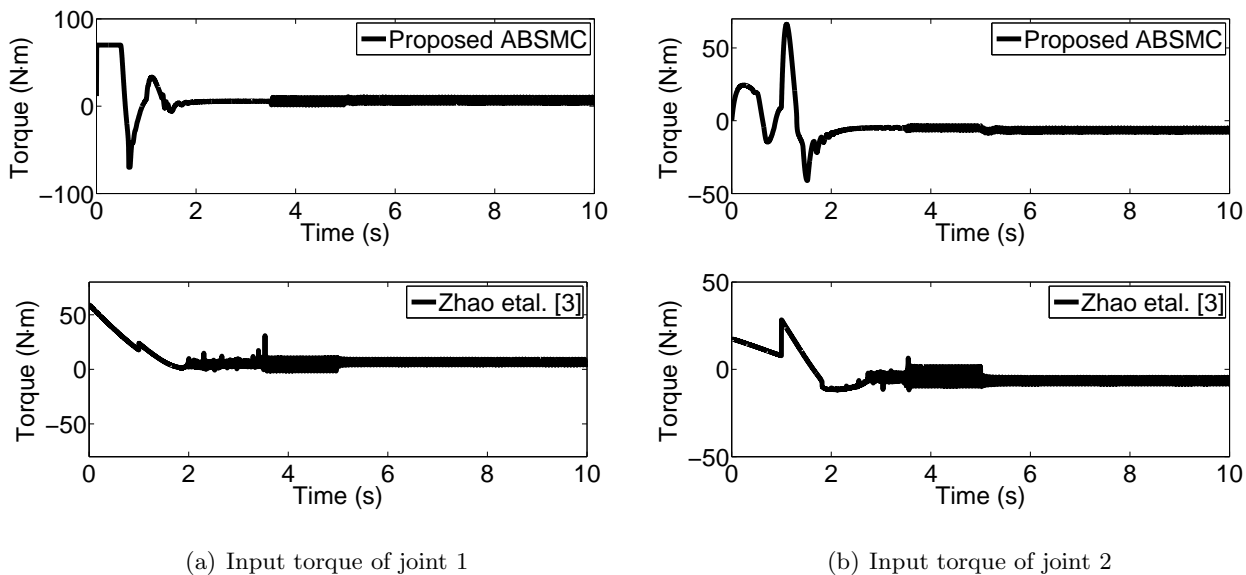 100
0
−100
Torque (N·m)
Proposed ABSMC
0 2 4 6 8 10
Time (s)
50
0
−50
Torque (N·m)
Proposed ABSMC
0 2 4 6 8 10
Time (s)
50
0
−50
Torque (N·m)
Zhao etal. [3]
0 2 4 6 8 10
Time (s)
50
0
−50
Torque (N·m)
Zhao etal. [3]
0 2 4 6 8 10
Time (s)
(a) Input torque of joint 1
(b) Input torque of joint 2